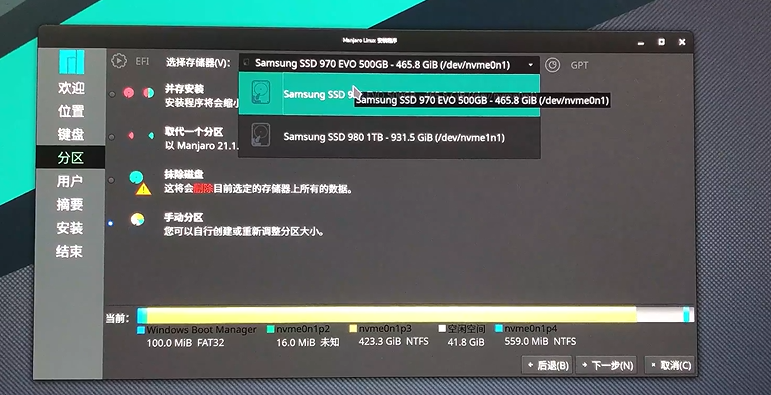 Manjaro Linux 安装程序
EFI 选择存储器(V): Samsung SSD 970 EVO 500GB - 465.8 GiB (/dev/nvme0n1) GPT
欢迎
位置
键盘
分区
用户
摘要
安装
结束
Samsung SSD 9
Samsung SSD 970 EVO 500GB - 465.8 GiB (/dev/nvme0n1)
Samsung SSD 980 1TB - 931.5 GiB (/dev/nvme1n1)
并存安装
安装程序将会缩小
取代一个分区
以 Manjaro 21.1.
抹除磁盘
这将会删除目前选定的存储器上所有的数据。
手动分区
您可以自行创建或重新调整分区大小。
当前:
Windows Boot Manager nvme0n1p2 nvme0n1p3 空闲空间 nvme0n1p4
100.0 MiB FAT32 16.0 MiB 未知 423.3 GiB NTFS 41.8 GiB 559.0 MiB NTFS
后退(B) 下一步(N) 取消(C)